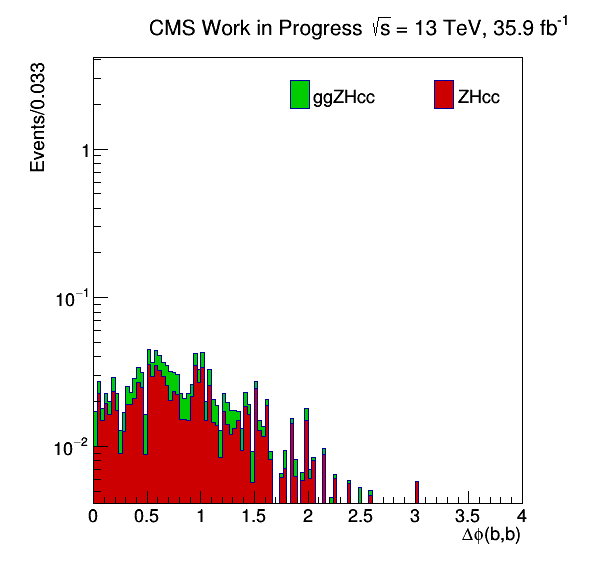 CMS Work in Progress √s = 13 TeV, 35.9 fb⁻¹
Events/0.033
ggZHcc ZHcc
1
10⁻¹
10⁻²
0 0.5 1 1.5 2 2.5 3 3.5 4
Δϕ(b,b)